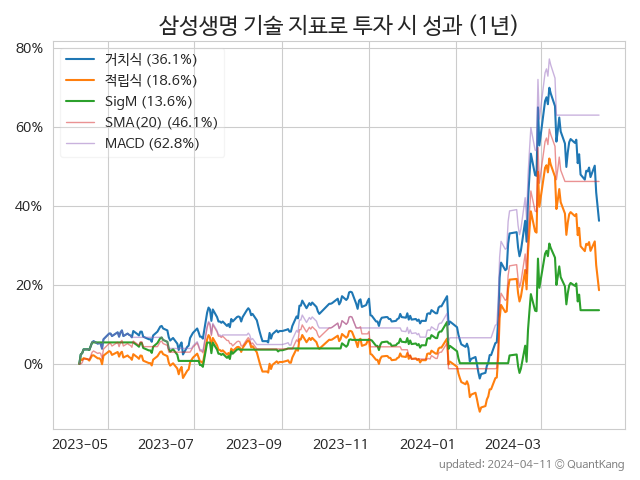 삼성생명 기술 지표로 투자 시 성과 (1년)
80%
60%
40%
20%
0%
거치식 (36.1%)
적립식 (18.6%)
SigM (13.6%)
SMA(20) (46.1%)
MACD (62.8%)
2023-05
2023-07
2023-09
2023-11
2024-01
2024-03
updated: 2024-04-11 © QuantKang